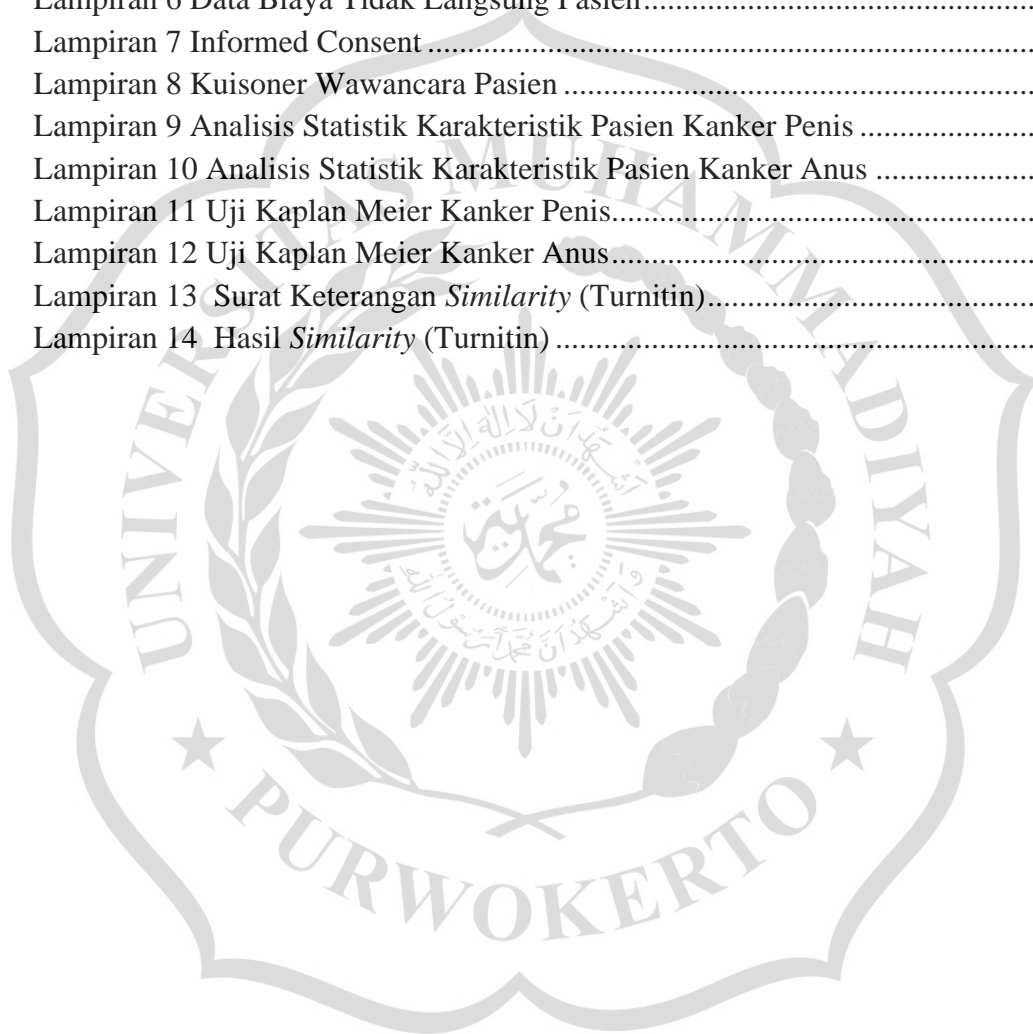 Lampiran 6 Data Biaya Tidak Langsung Pasien.......................................
Lampiran 7 Informed Consent.......................................
Lampiran 8 Kuisoner Wawancara Pasien.......................................
Lampiran 9 Analisis Statistik Karakteristik Pasien Kanker Penis.......................................
Lampiran 10 Analisis Statistik Karakteristik Pasien Kanker Anus.......................................
Lampiran 11 Uji Kaplan Meier Kanker Penis.......................................
Lampiran 12 Uji Kaplan Meier Kanker Anus.......................................
Lampiran 13 Surat Keterangan Similarity (Turnitin).......................................
Lampiran 14 Hasil Similarity (Turnitin).......................................
UNIVERSITAS MUHAMMADIYAH
PURWOKERTO